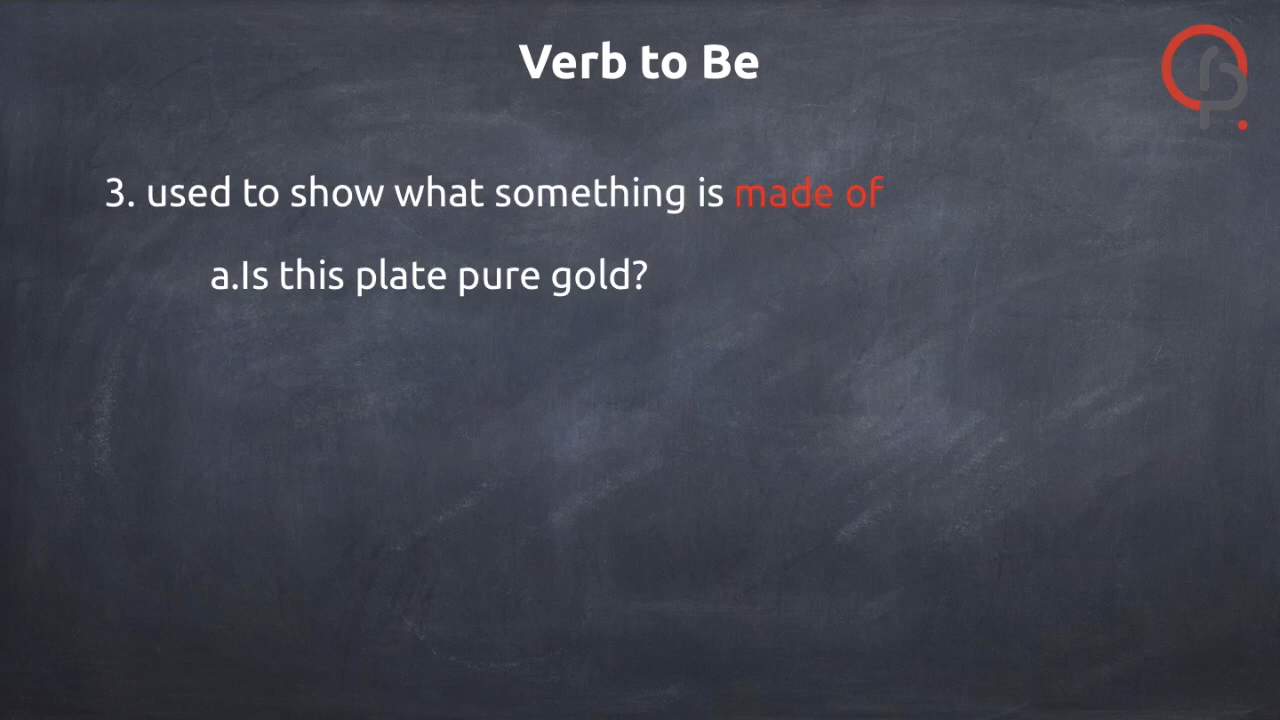 Verb to Be
3. used to show what something is made of
a.Is this plate pure gold?